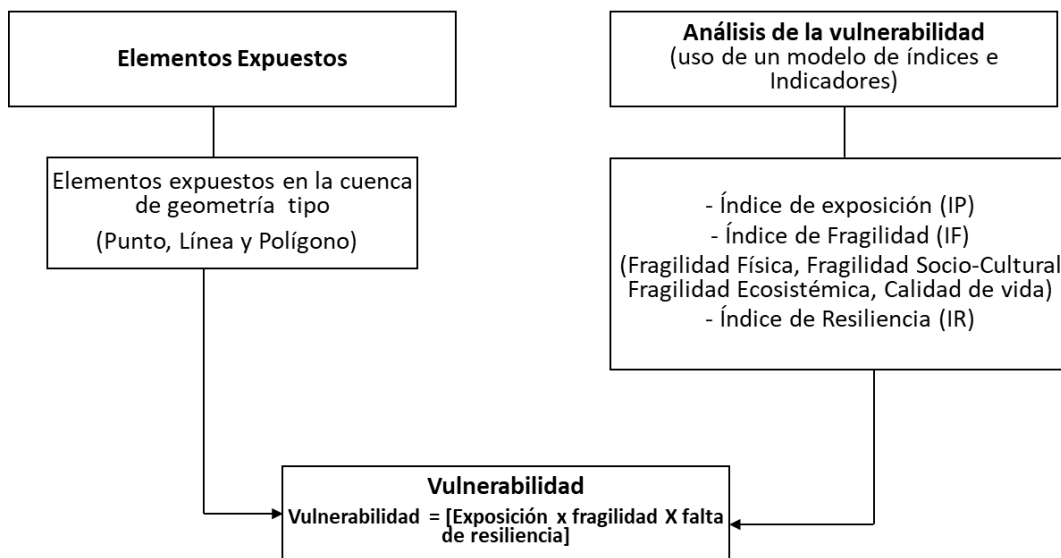 Elementos Expuestos
Elementos expuestos en la cuenca
de geometría tipo
(Punto, Línea y Polígono)
Análisis de la vulnerabilidad
(uso de un modelo de índices e
Indicadores)
- Índice de exposición (IP)
- Índice de Fragilidad (IF)
(Fragilidad Física, Fragilidad Socio-Cultural
Fragilidad Ecosistémica, Calidad de vida)
- Índice de Resiliencia (IR)
Vulnerabilidad
Vulnerabilidad = [Exposición x fragilidad X falta
de resiliencia]